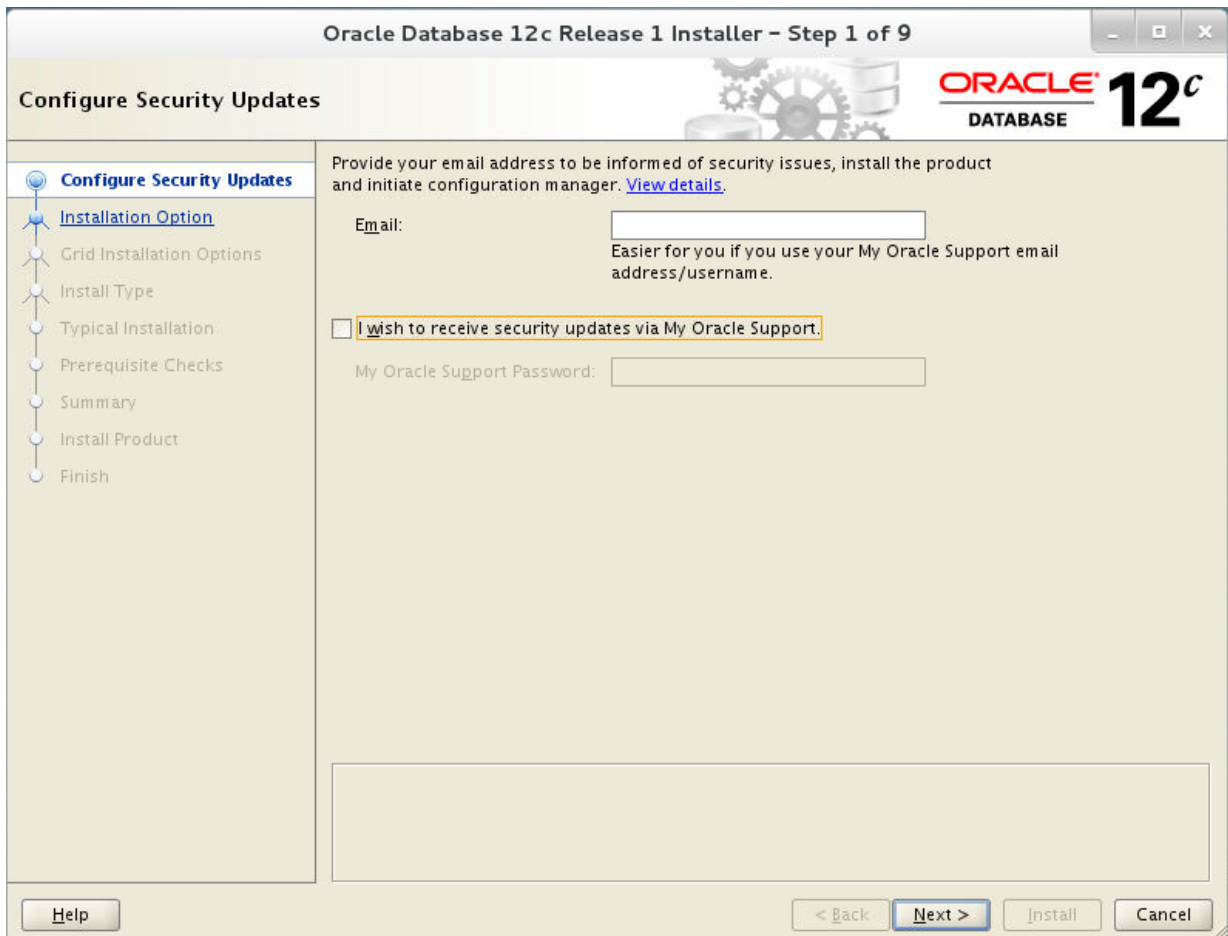 Oracle Database 12c Release 1 Installer - Step 1 of 9
Configure Security Updates
ORACLE
DATABASE
12c
Configure Security Updates
Installation Option
Grid Installation Options
Install Type
Typical Installation
Prerequisite Checks
Summary
Install Product
Finish
Provide your email address to be informed of security issues, install the product
and initiate configuration manager. View details.
Email:
Easier for you if you use your My Oracle Support email
address/username.
I wish to receive security updates via My Oracle Support.
My Oracle Support Password:
Help
< Back
Next >
Install
Cancel